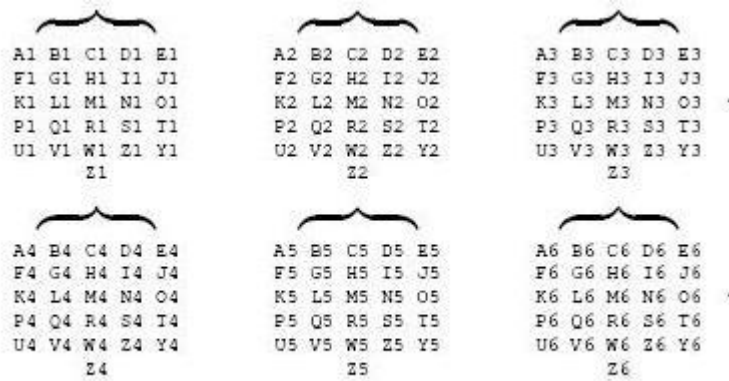 A1 B1 C1 D1 E1 A2 B2 C2 D2 E2 A3 B3 C3 D3 E3
F1 G1 H1 I1 J1 F2 G2 H2 I2 J2 F3 G3 H3 I3 J3
K1 L1 M1 N1 O1 K2 L2 M2 N2 O2 K3 L3 M3 N3 O3
P1 Q1 R1 S1 T1 P2 Q2 R2 S2 T2 P3 Q3 R3 S3 T3
U1 V1 W1 Z1 Y1 U2 V2 W2 Z2 Y2 U3 V3 W3 Z3 Y3
Z1 Z2 Z3
A4 B4 C4 D4 E4 A5 B5 C5 D5 E5 A6 B6 C6 D6 E6
F4 G4 H4 I4 J4 F5 G5 H5 I5 J5 F6 G6 H6 I6 J6
K4 L4 M4 N4 O4 K5 L5 M5 N5 O5 K6 L6 M6 N6 O6
P4 Q4 R4 S4 T4 P5 Q5 R5 S5 T5 P6 Q6 R6 S6 T6
U4 V4 W4 Z4 Y4 U5 V5 W5 Z5 Y5 U6 V6 W6 Z6 Y6
Z4 Z5 Z6